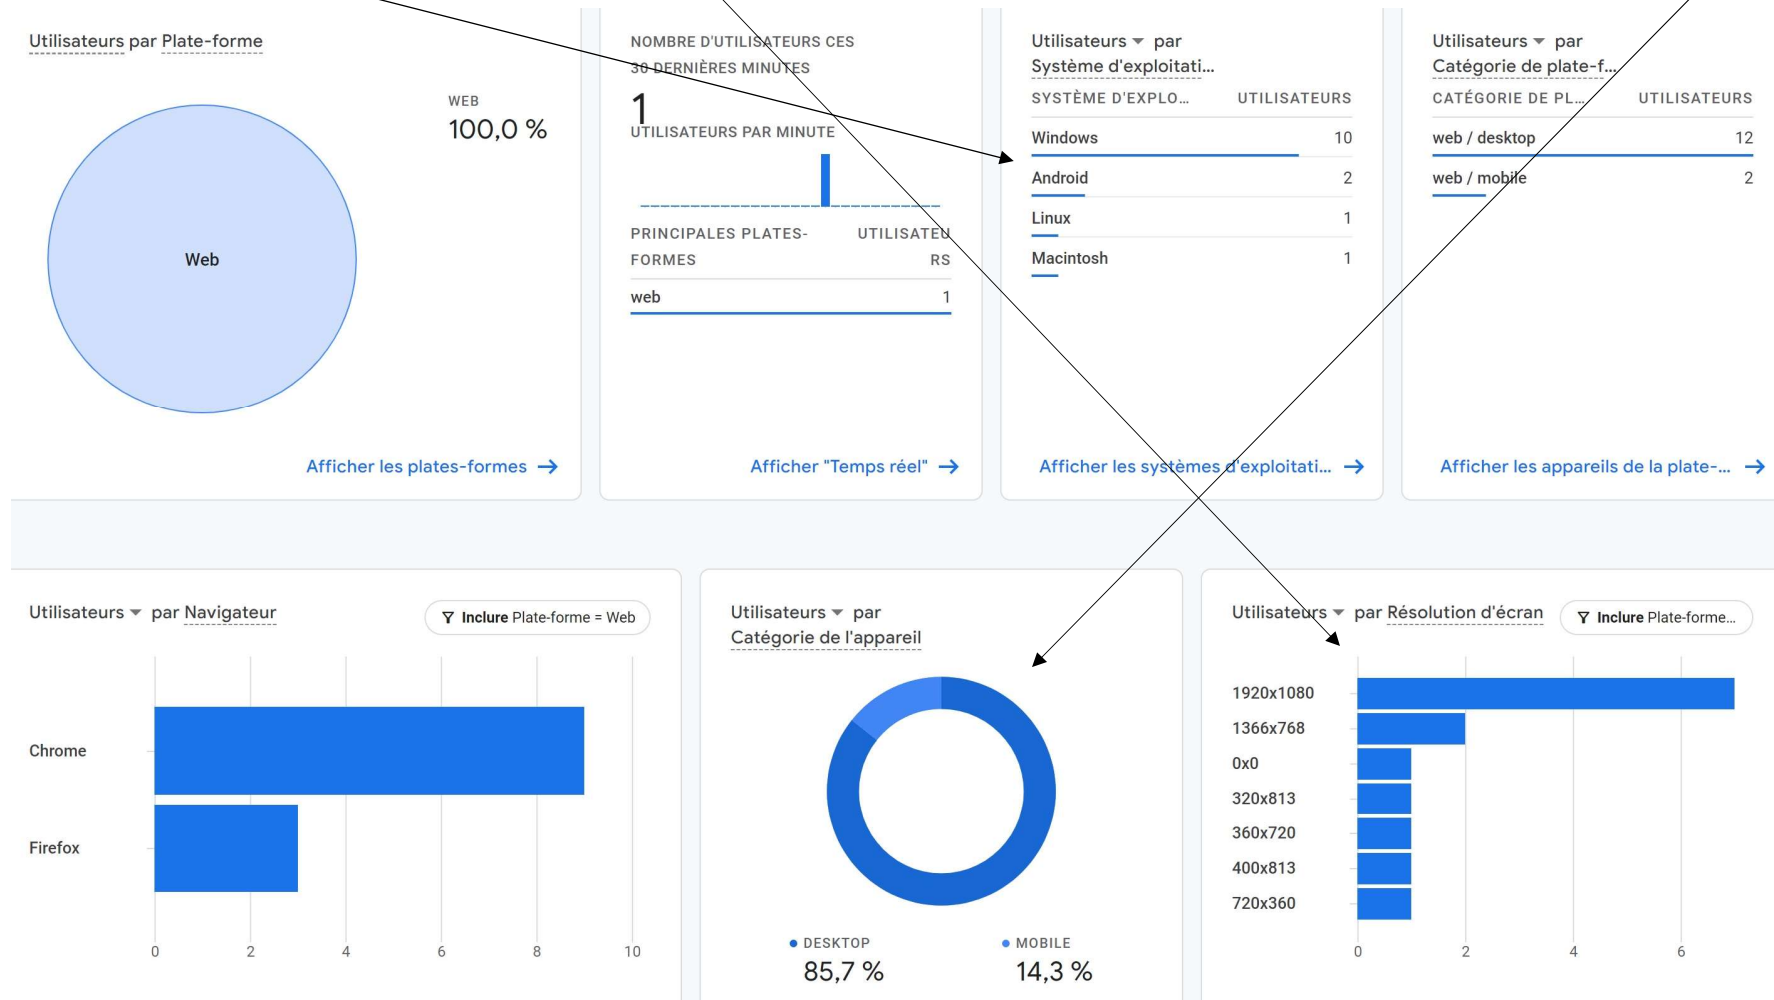 Utilisateurs par Plate-forme
WEB
100,0 %
Web
Afficher les plates-formes
NOMBRE D'UTILISATEURS CES
30 DERNIÈRES MINUTES
1
UTILISATEURS PAR MINUTE
PRINCIPALES PLATES-
FORMES
UTILISATEU
RS
web 1
Afficher "Temps réel"
Utilisateurs par
Système d'exploitati...
SYSTÈME D'EXPLO... UTILISATEURS
Windows 10
Android 2
Linux 1
Macintosh 1
Afficher les systèmes d'exploitati...
Utilisateurs par
Catégorie de plate-f...
CATÉGORIE DE PL... UTILISATEURS
web / desktop 12
web / mobile 2
Afficher les appareils de la plate-...
Utilisateurs par Navigateur
Inclure Plate-forme = Web
Chrome
Firefox
0 2 4 6 8 10
Utilisateurs par
Catégorie de l'appareil
DESKTOP
85,7 %
MOBILE
14,3 %
Utilisateurs par Résolution d'écran
Inclure Plate-forme...
1920x1080
1366x768
0x0
320x813
360x720
400x813
720x360
0 2 4 6